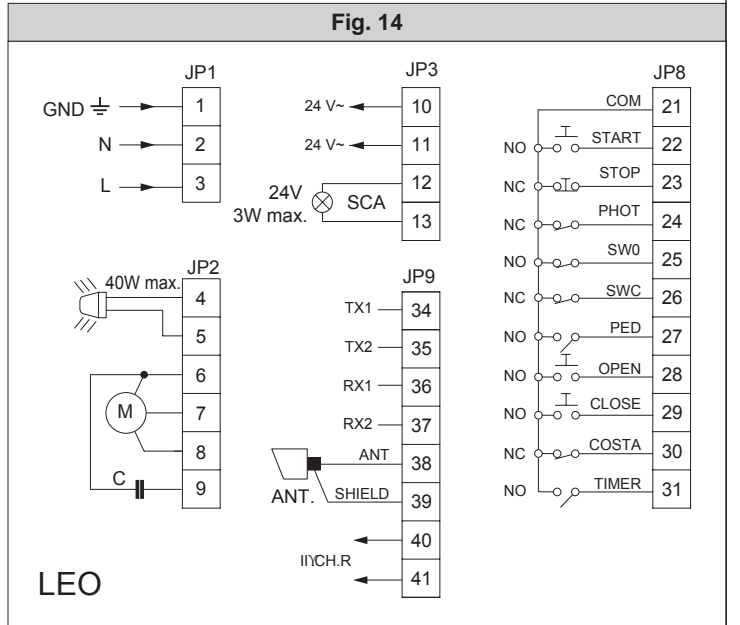 Fig. 14
JP1
GND 1
N 2
L 3
JP2
40W max. 4
5
6
M 7
8
C 9
LEO
JP3
24 V~ 10
24 V~ 11
24V
3W max. SCA 12
13
JP9
TX1 34
TX2 35
RX1 36
RX2 37
ANT 38
ANT. SHIELD 39
40
IIYCH.R
41
JP8
COM 21
NO START 22
NC STOP 23
NC PHOT 24
NO SW0 25
NC SWC 26
NO PED 27
NO OPEN 28
NO CLOSE 29
NC COSTA 30
NO TIMER 31